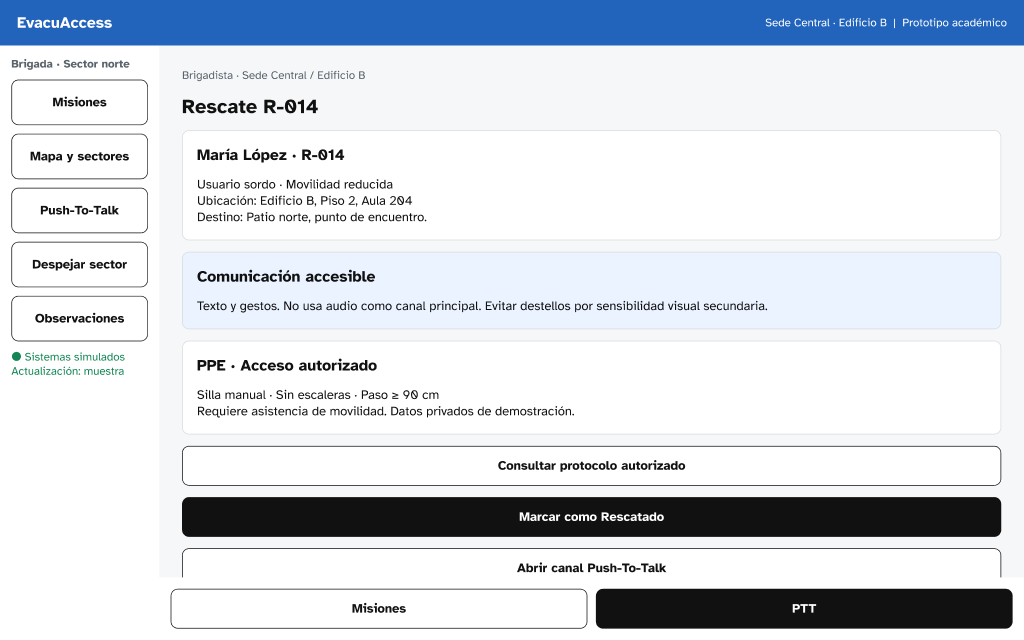 EvacuAccess
Sede Central · Edificio B | Prototipo académico
Brigada · Sector norte
Misiones
Mapa y sectores
Push-To-Talk
Despejar sector
Observaciones
Sistemas simulados
Actualización: muestra
Brigadista · Sede Central / Edificio B
Rescate R-014
María López · R-014
Usuario sordo · Movilidad reducida
Ubicación: Edificio B, Piso 2, Aula 204
Destino: Patio norte, punto de encuentro.
Comunicación accesible
Texto y gestos. No usa audio como canal principal. Evitar destellos por sensibilidad visual secundaria.
PPE · Acceso autorizado
Silla manual · Sin escaleras · Paso ≥ 90 cm
Requiere asistencia de movilidad. Datos privados de demostración.
Consultar protocolo autorizado
Marcar como Rescatado
Abrir canal Push-To-Talk
Misiones
PTT